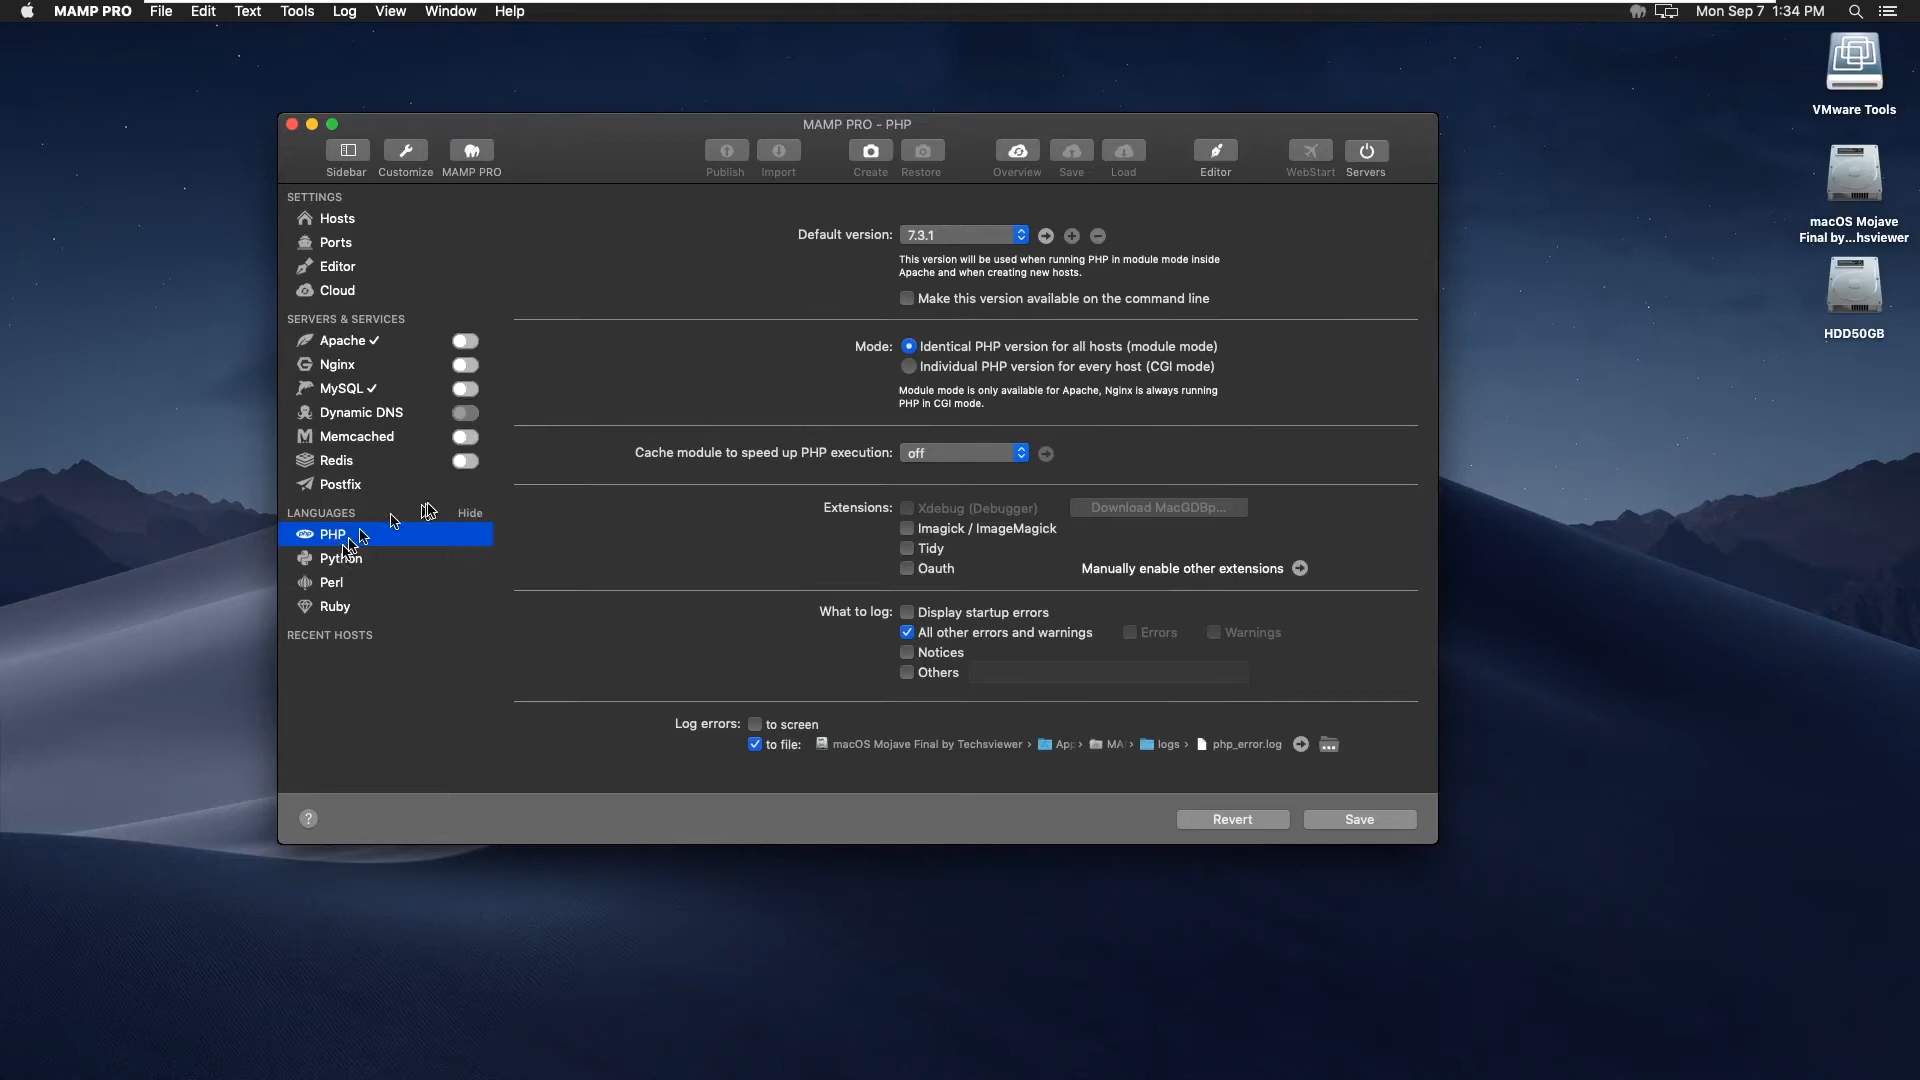 MAMP PRO File Edit Text Tools Log View Window Help Mon Sep 7 1:34 PM
VMware Tools
macOS Mojave
Final by...hsviewer
HDD50GB
MAMP PRO - PHP
Sidebar Customize MAMP PRO Publish Import Create Restore Overview Save Load Editor WebStart Servers
SETTINGS
Hosts
Ports
Editor
Cloud
SERVERS & SERVICES
Apache ✓
Nginx
MySQL ✓
Dynamic DNS
Memcached
Redis
Postfix
LANGUAGES Hide
php PHP
Python
Perl
Ruby
RECENT HOSTS
Default version: 7.3.1
This version will be used when running PHP in module mode inside
Apache and when creating new hosts.
Make this version available on the command line
Mode: Identical PHP version for all hosts (module mode)
Individual PHP version for every host (CGI mode)
Module mode is only available for Apache, Nginx is always running
PHP in CGI mode.
Cache module to speed up PHP execution: off
Extensions: Xdebug (Debugger) Download MacGDBp...
Imagick / ImageMagick
Tidy
Oauth Manually enable other extensions
What to log: Display startup errors
All other errors and warnings Errors Warnings
Notices
Others
Log errors: to screen
to file: macOS Mojave Final by Techsviewer › App › MA › logs › php_error.log
? Revert Save